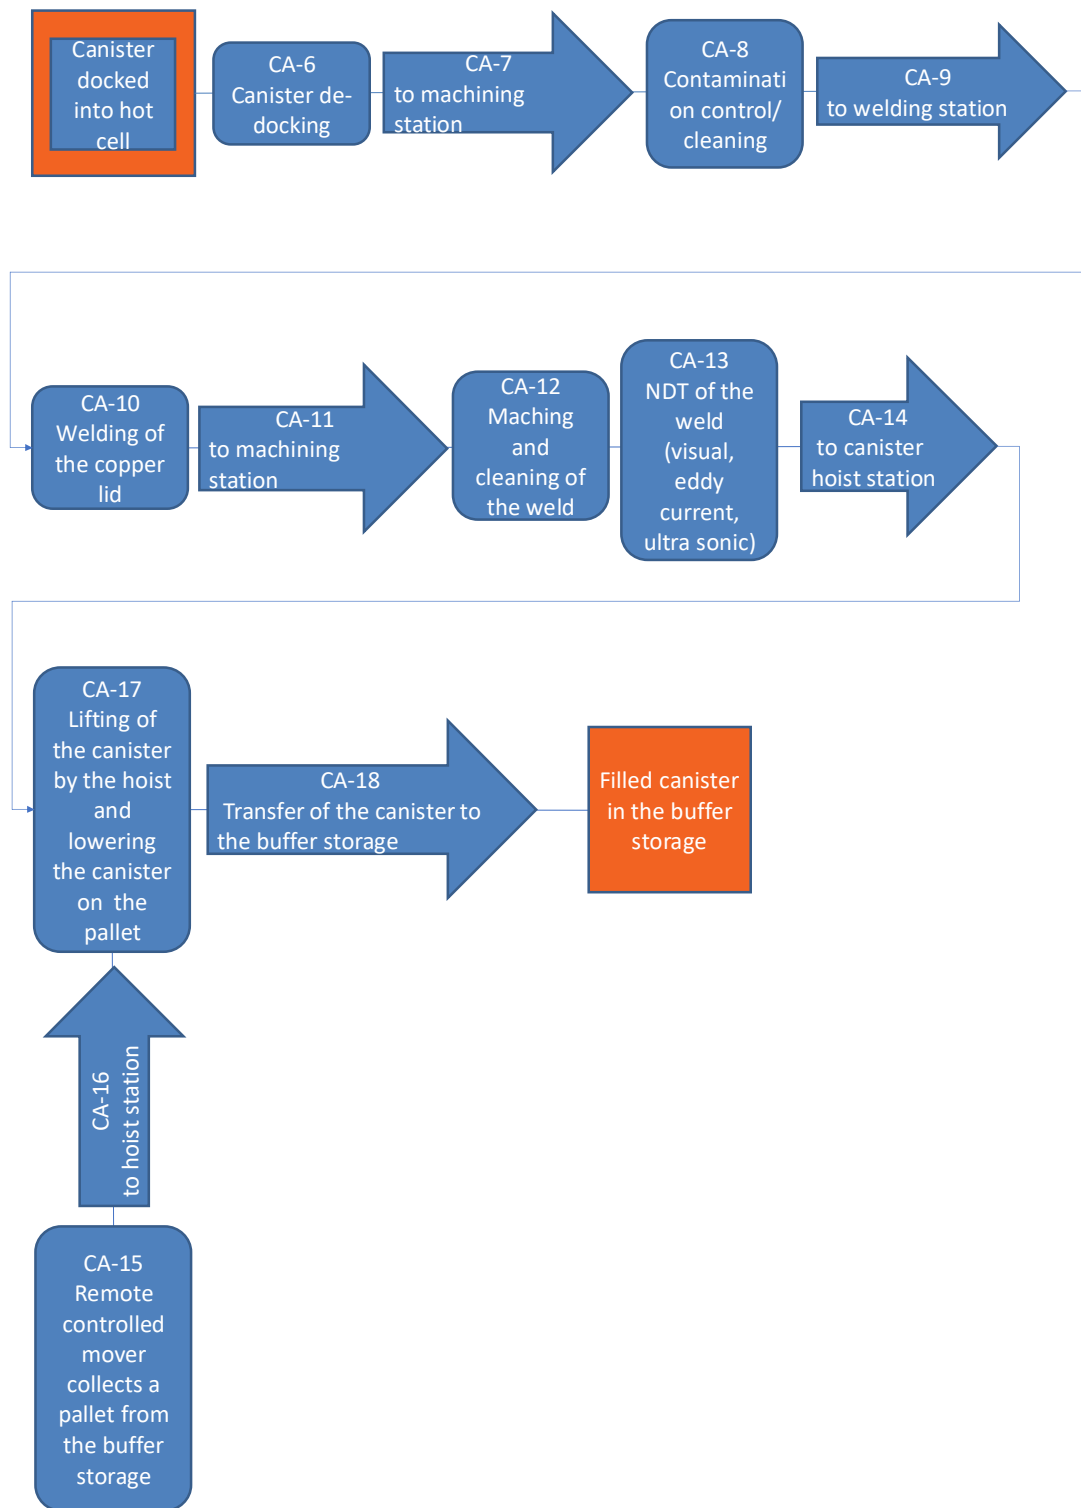 Canister
docked
into hot
cell
CA-6
Canister de-
docking
CA-7
to machining
station
CA-8
Contaminati
on control/
cleaning
CA-9
to welding station
CA-10
Welding of
the copper
lid
CA-11
to machining
station
CA-12
Maching
and
cleaning of
the weld
CA-13
NDT of the
weld
(visual,
eddy
current,
ultra sonic)
CA-14
to canister
hoist station
CA-17
Lifting of
the canister
by the hoist
and
lowering
the canister
on the
pallet
CA-18
Transfer of the canister to
the buffer storage
Filled canister
in the buffer
storage
CA-16
to hoist station
CA-15
Remote
controlled
mover
collects a
pallet from
the buffer
storage